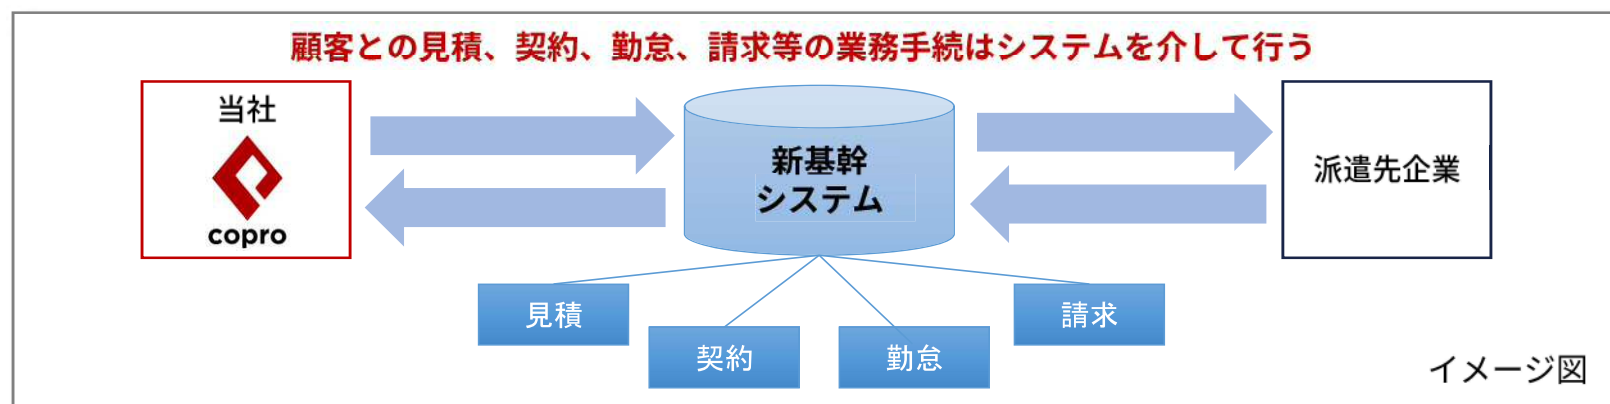 顧客との見積、契約、勤怠、請求等の業務手続はシステムを介して行う
当社
copro
新基幹
システム
派遣先企業
見積
契約
勤怠
請求
イメージ図